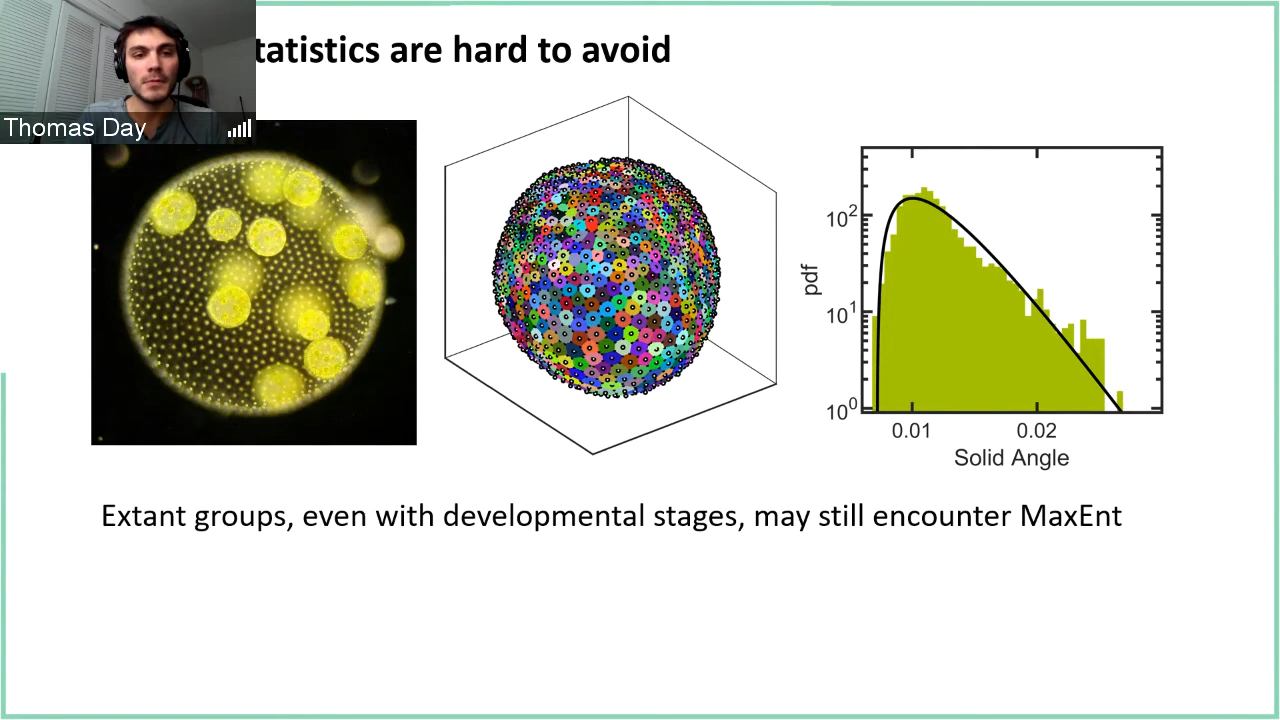 tatistics are hard to avoid
Thomas Day
pdf
10²
10¹
10⁰
0.01 0.02
Solid Angle
Extant groups, even with developmental stages, may still encounter MaxEnt